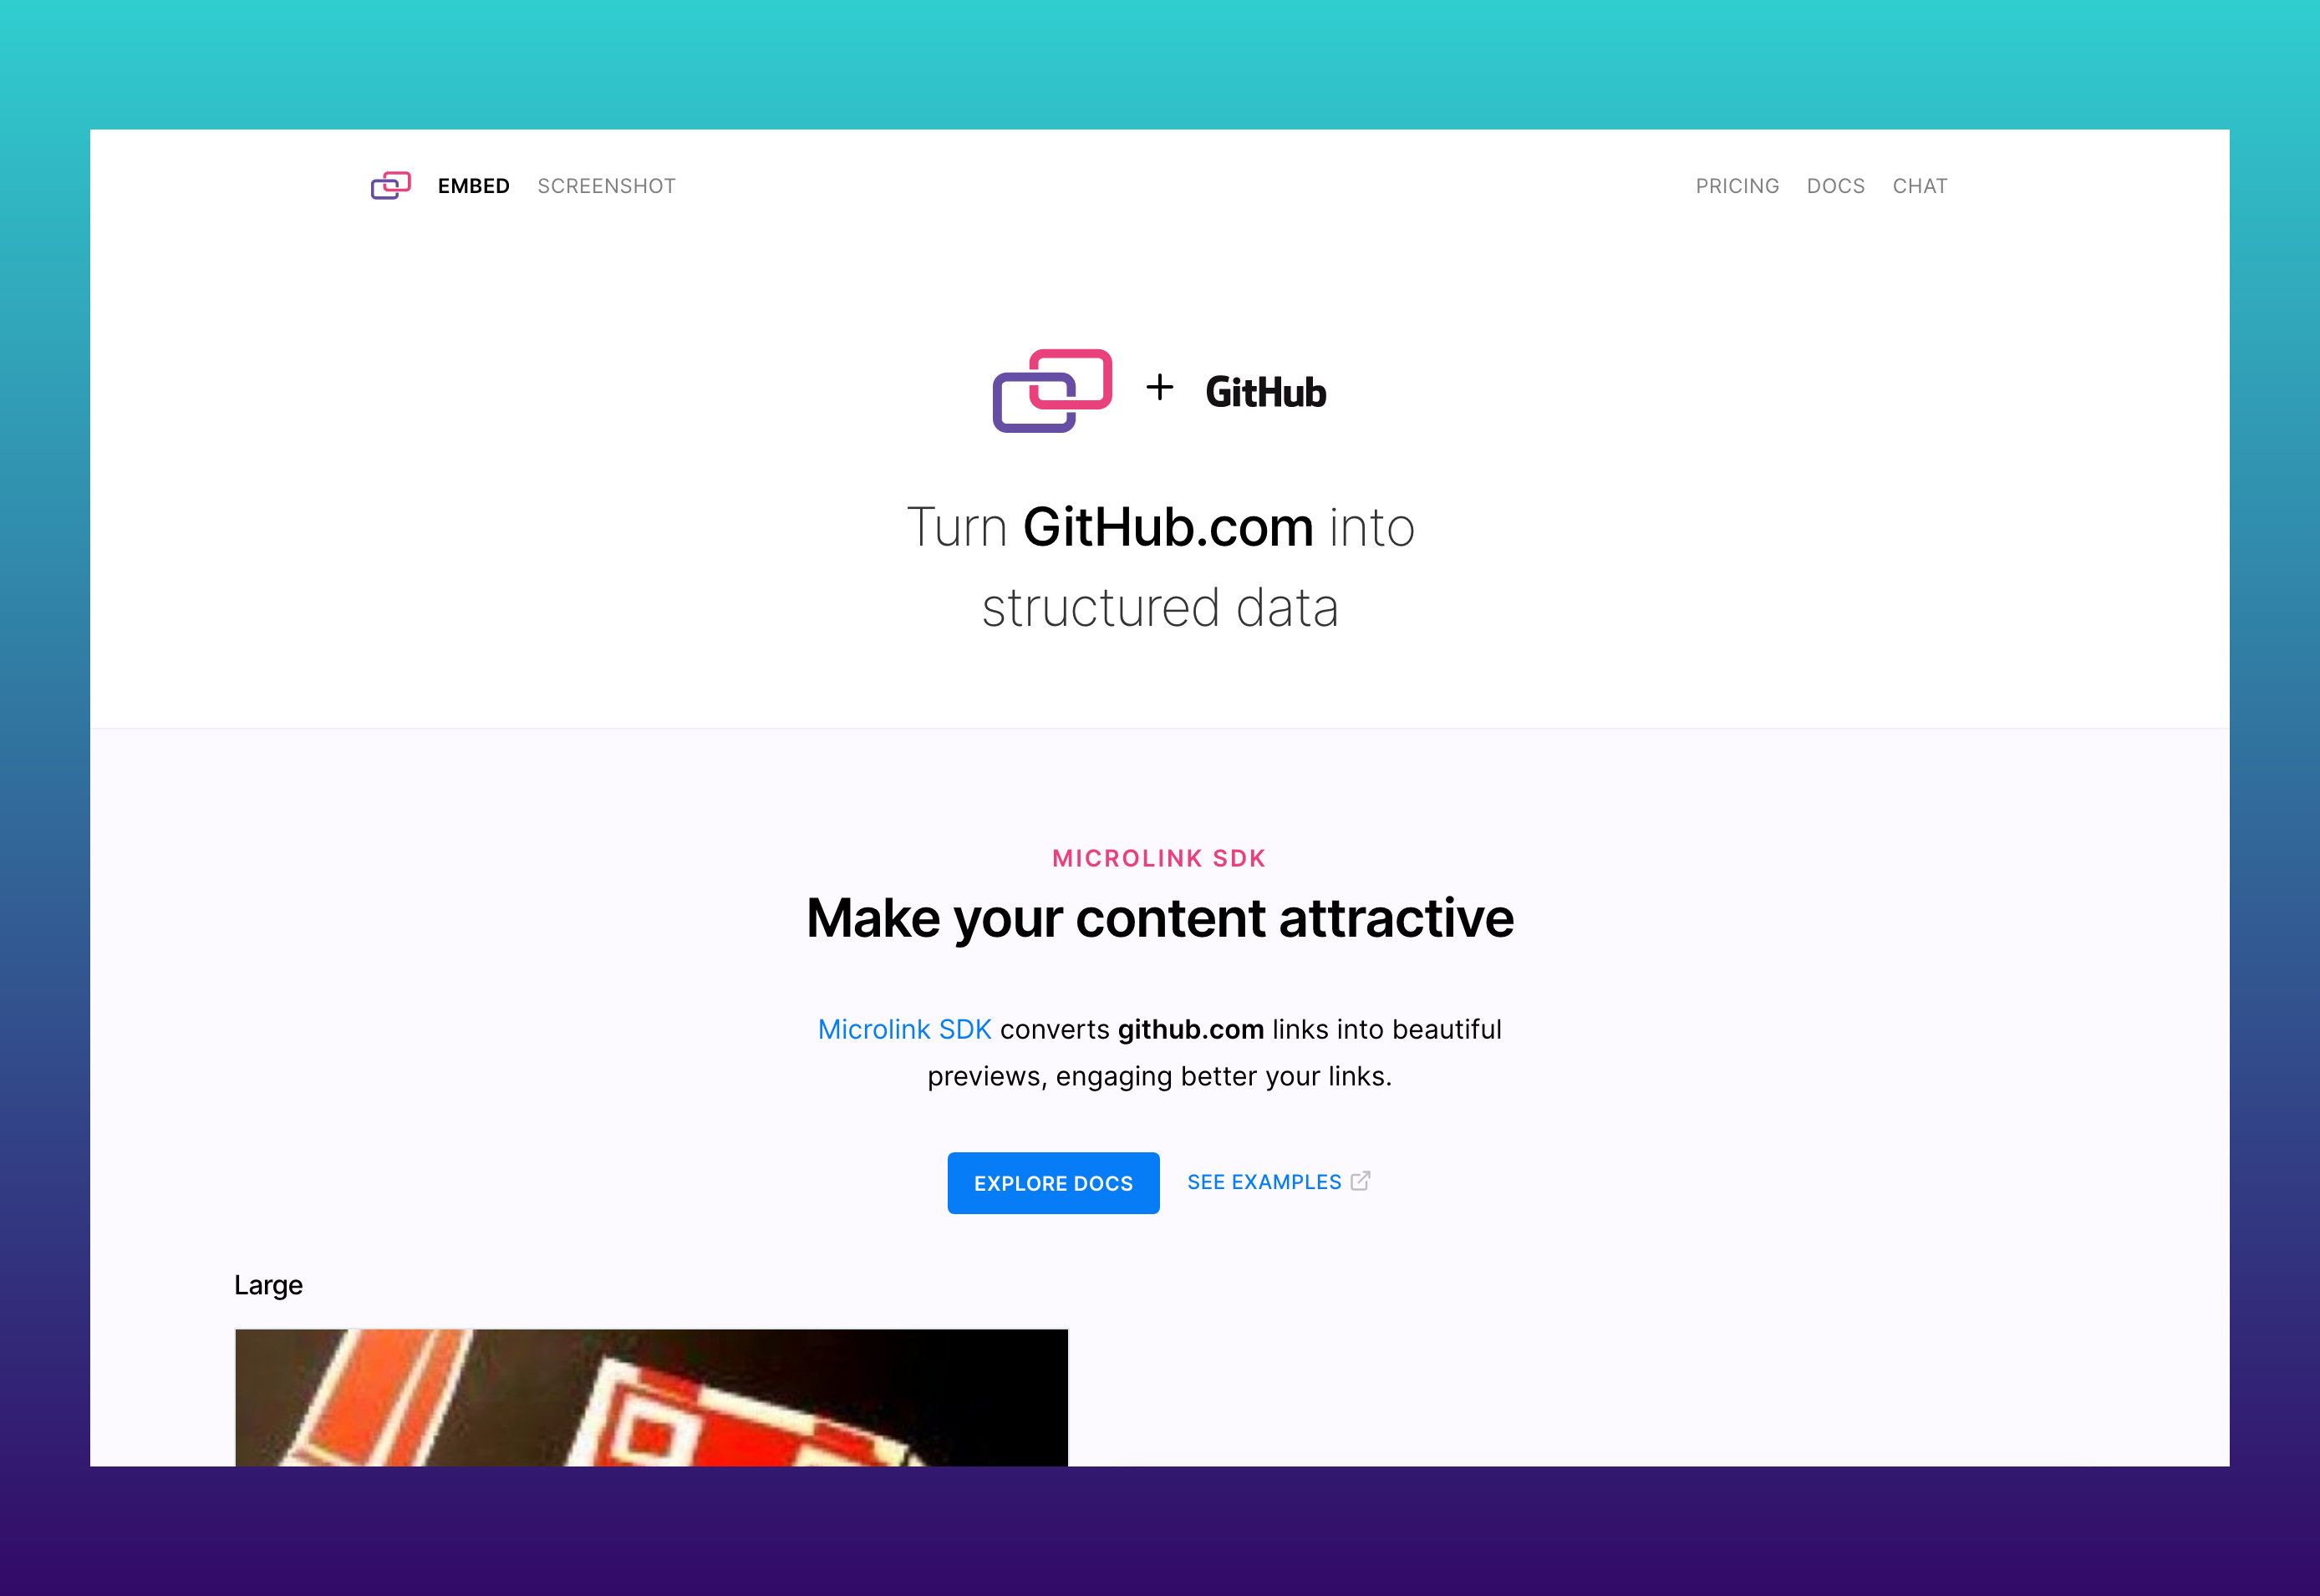 EMBED SCREENSHOT PRICING DOCS CHAT
+ GitHub
Turn GitHub.com into
structured data
MICROLINK SDK
Make your content attractive
Microlink SDK converts github.com links into beautiful
previews, engaging better your links.
EXPLORE DOCS SEE EXAMPLES
Large